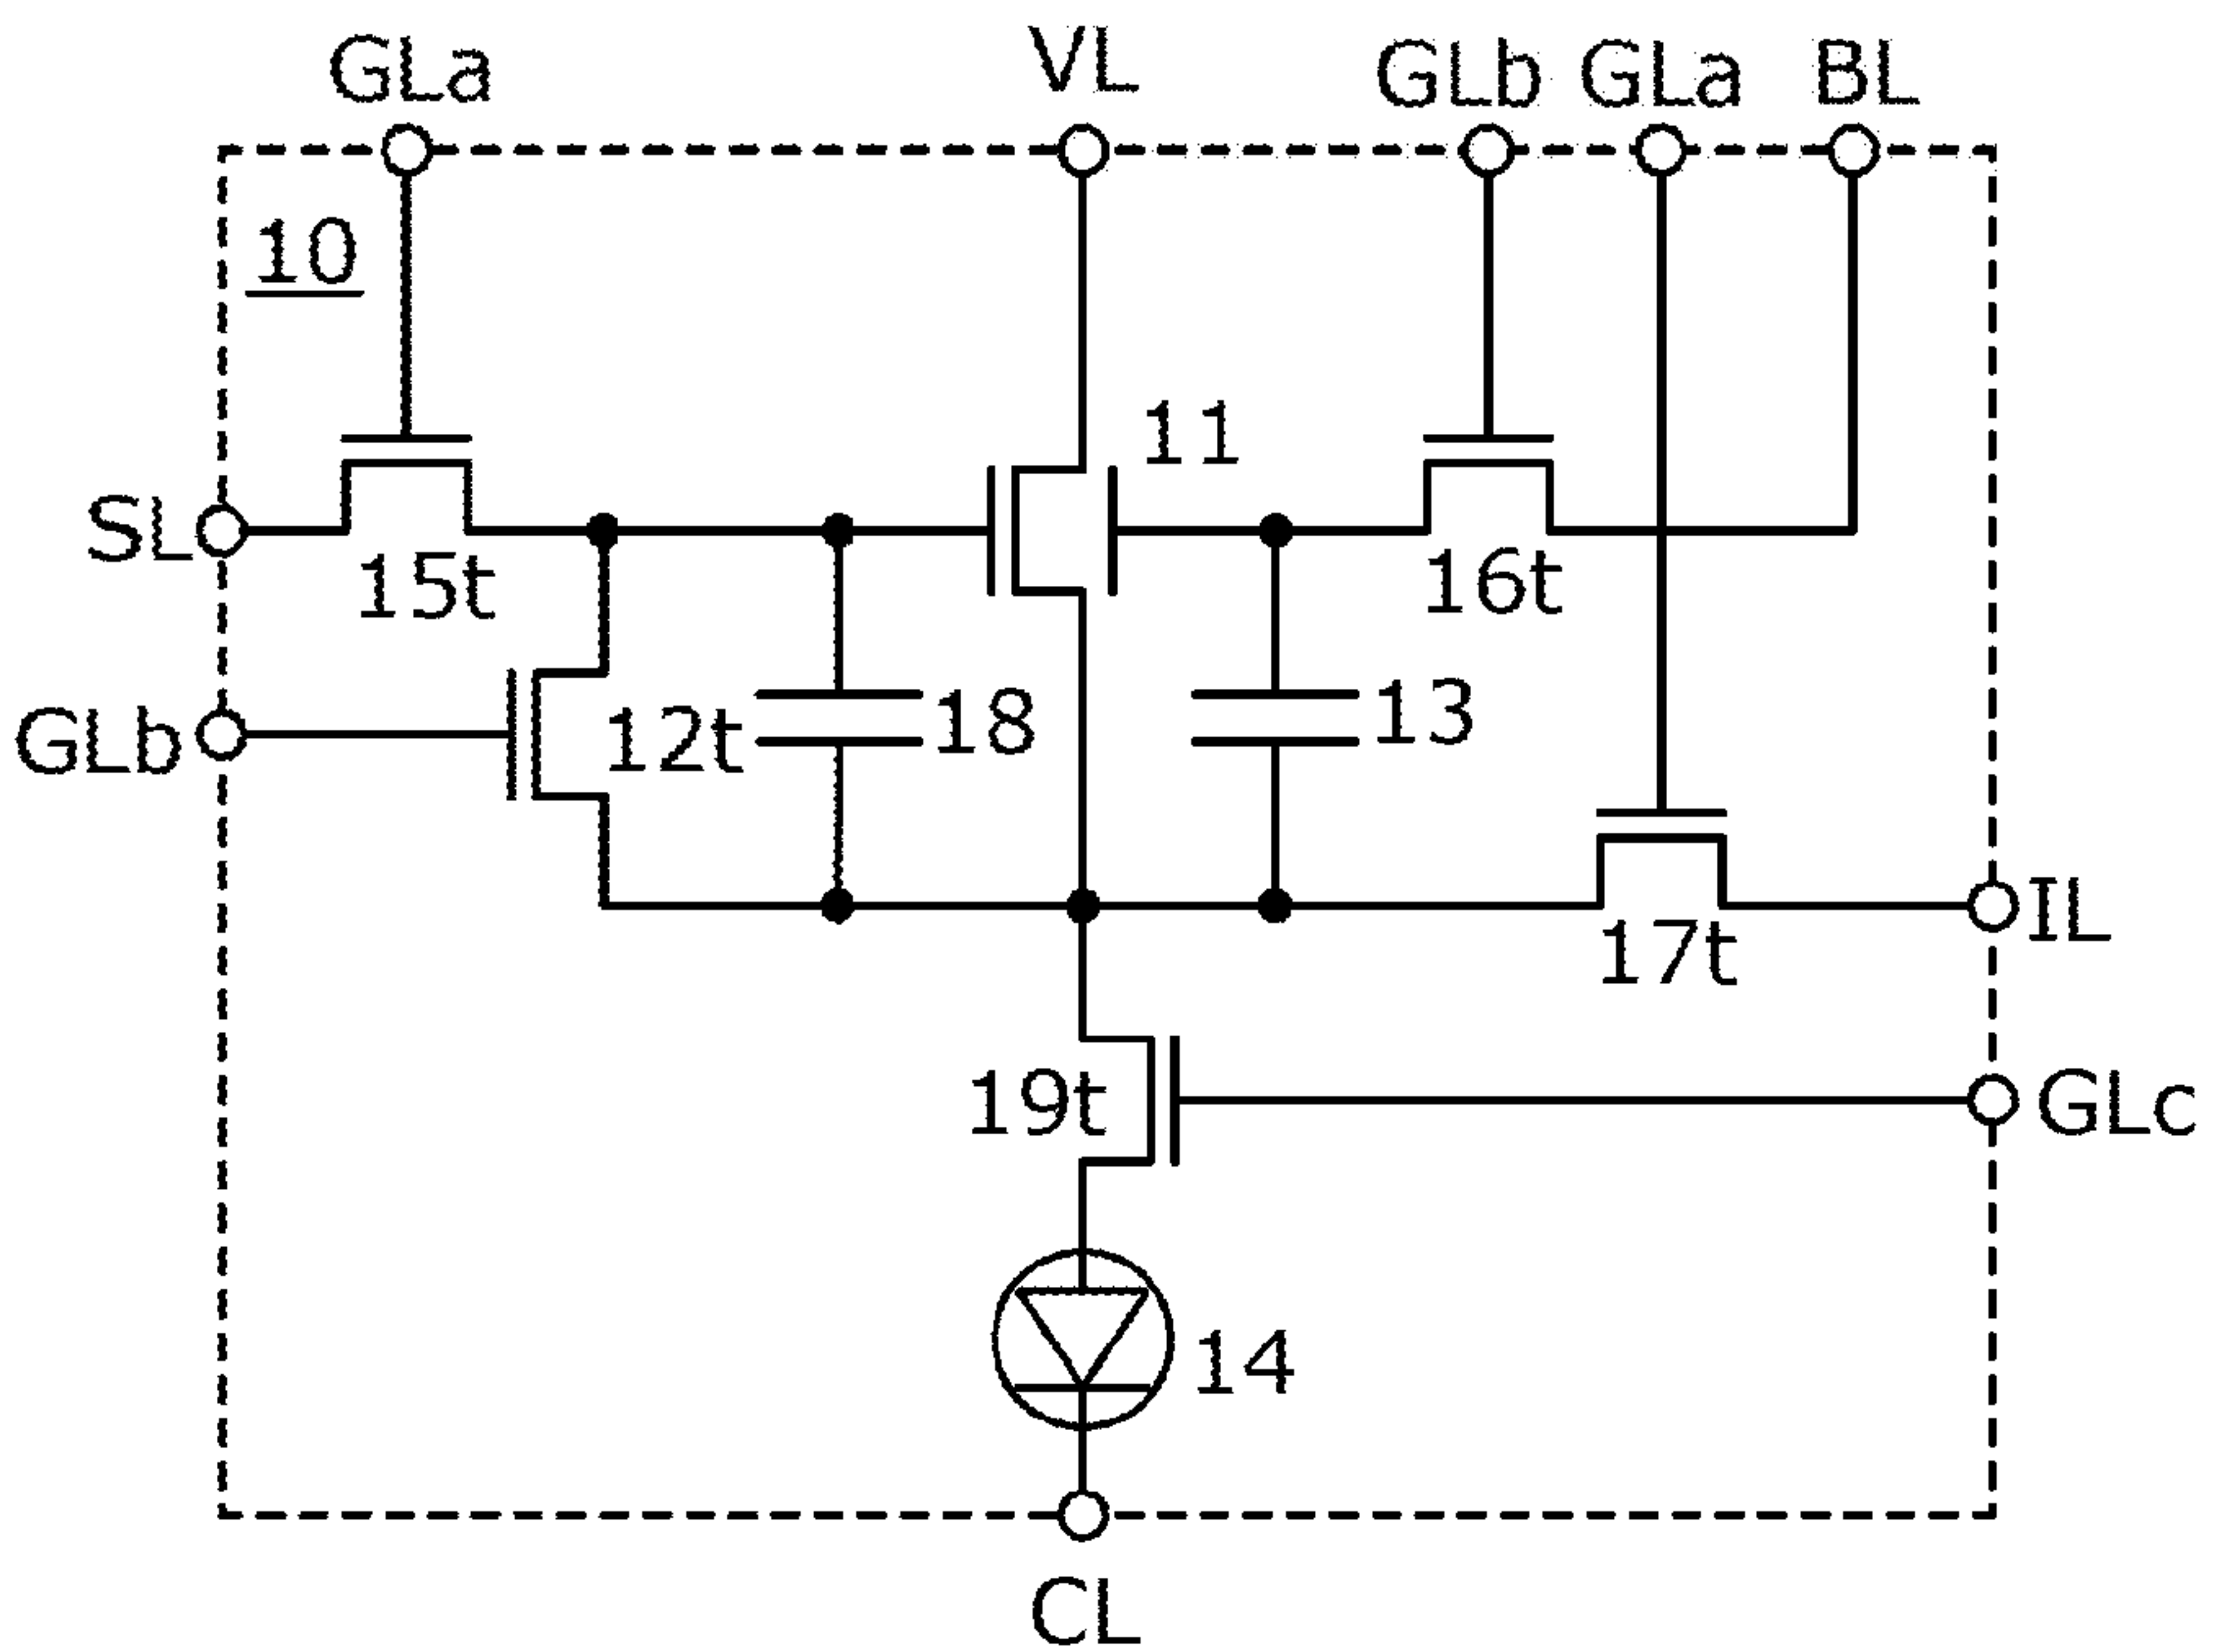 GLa VL GLb GLa BL
10
11
SL
15t 16t
GLb 12t 18 13
IL
17t
19t GLc
14
CL